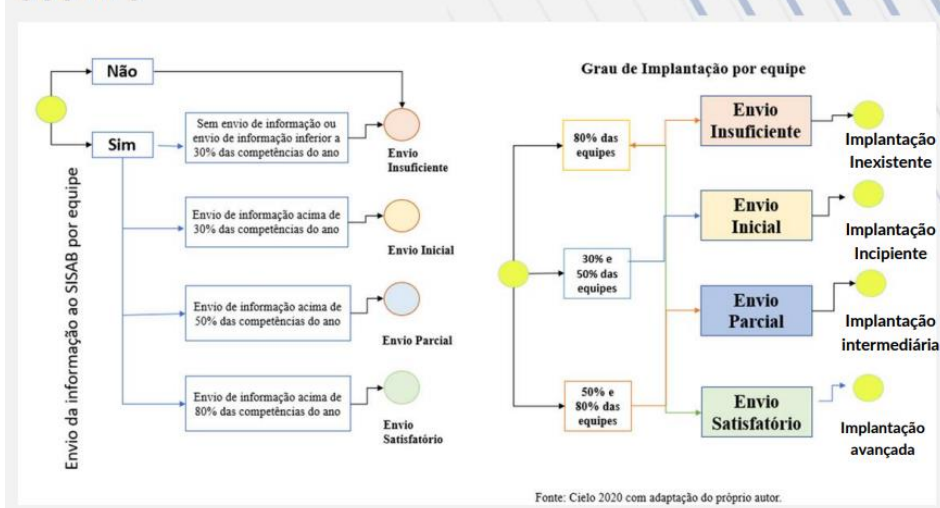 Não
Sim
Envio da informação ao SISAB por equipe
Sem envio de informação ou
envio de informação inferior a
30% das competências do ano
Envio
Insuficiente
Envio de informação acima de
30% das competências do ano
Envio Inicial
Envio de informação acima de
50% das competências do ano
Envio Parcial
Envio de informação acima de
80% das competências do ano
Envio
Satisfatório
Grau de Implantação por equipe
80% das
equipes
30% e
50% das
equipes
50% e
80% das
equipes
Envio
Insuficiente
Implantação
Inexistente
Envio
Inicial
Implantação
Incipiente
Envio
Parcial
Implantação
intermediária
Envio
Satisfatório
Implantação
avançada
Fonte: Cielo 2020 com adaptação do próprio autor.